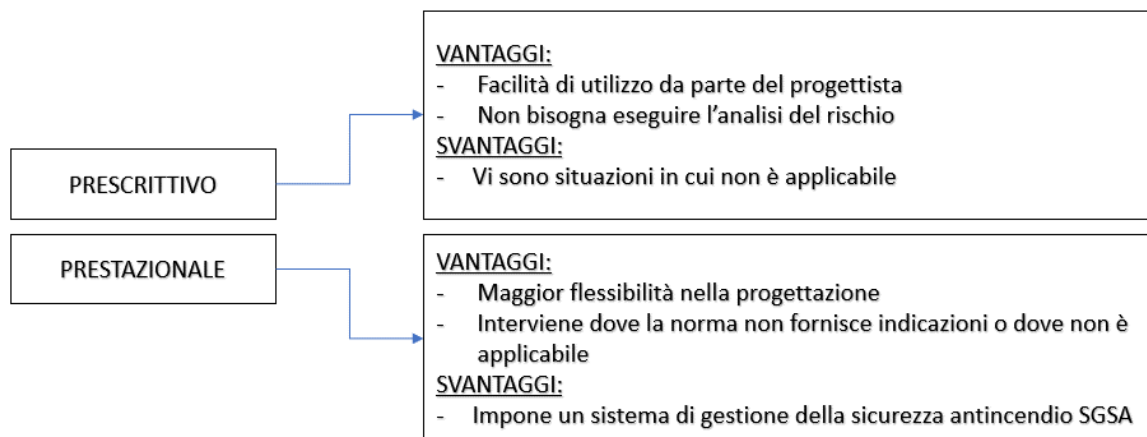 PRESCRITTIVO
VANTAGGI:
- Facilità di utilizzo da parte del progettista
- Non bisogna eseguire l'analisi del rischio
SVANTAGGI:
- Vi sono situazioni in cui non è applicabile
PRESTAZIONALE
VANTAGGI:
- Maggior flessibilità nella progettazione
- Interviene dove la norma non fornisce indicazioni o dove non è
applicabile
SVANTAGGI:
- Impone un sistema di gestione della sicurezza antincendio SGSA